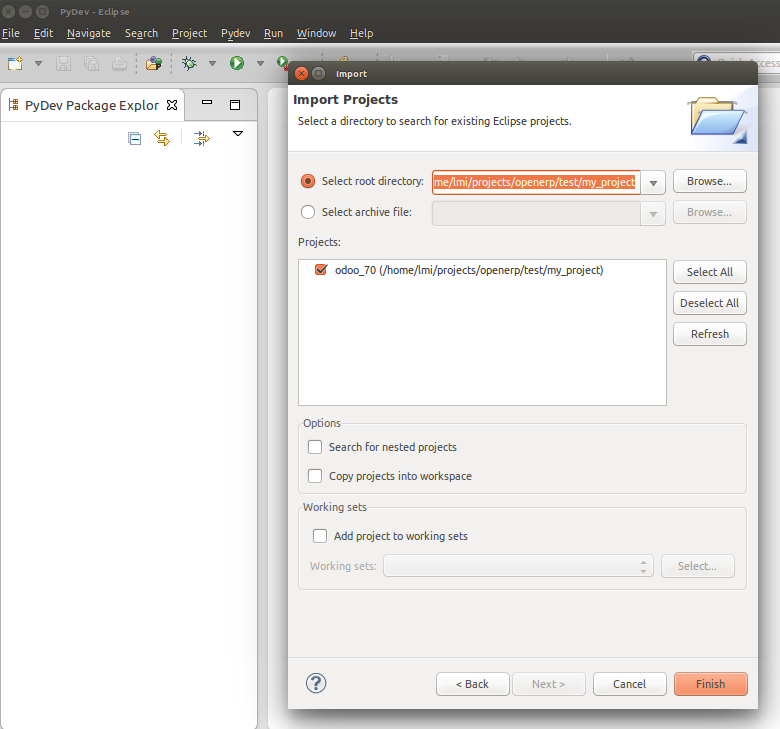 PyDev - Eclipse
File Edit Navigate Search Project Pydev Run Window Help
Import
PyDev Package Explor
Import Projects
Select a directory to search for existing Eclipse projects.
Select root directory: me/lmi/projects/openerp/test/my_project Browse...
Select archive file: Browse...
Projects:
odoo_70 (/home/lmi/projects/openerp/test/my_project)
Select All
Deselect All
Refresh
Options
Search for nested projects
Copy projects into workspace
Working sets
Add project to working sets
Working sets: Select...
? < Back Next > Cancel Finish